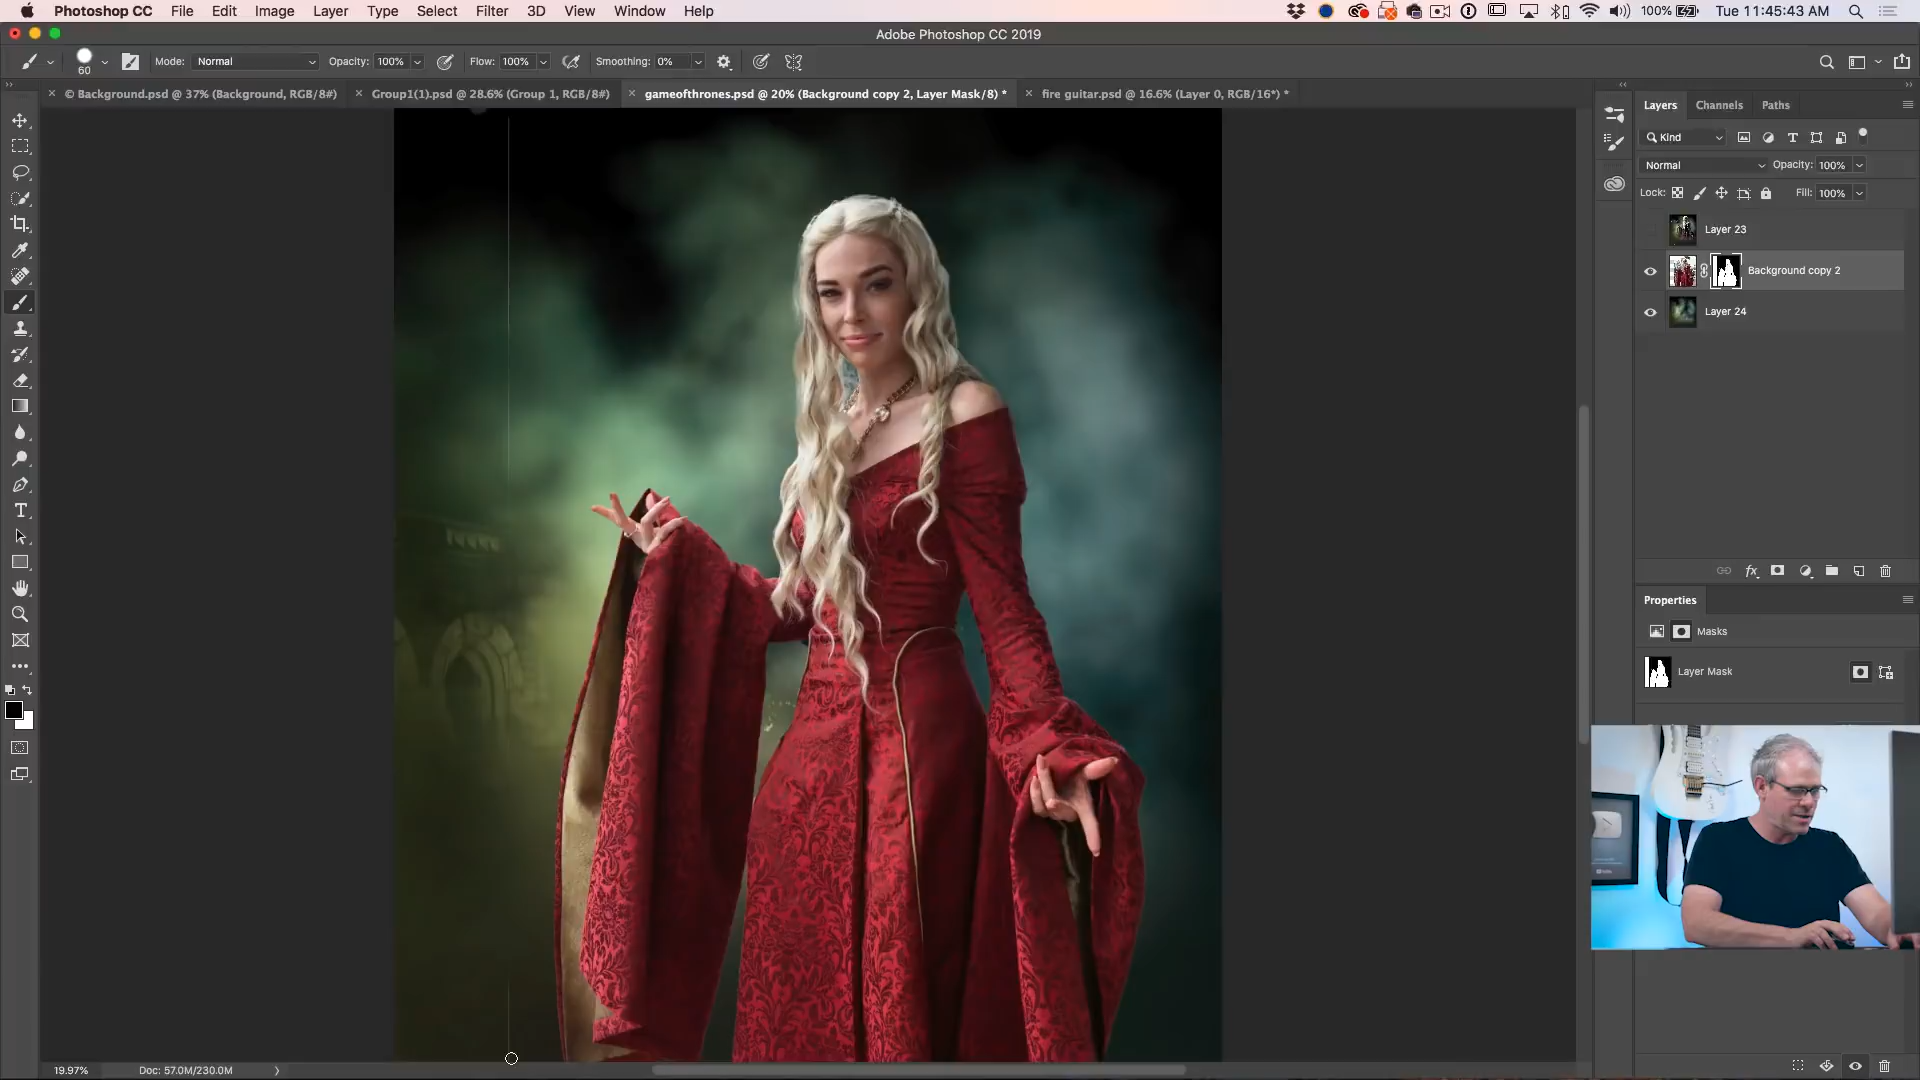 Photoshop CC File Edit Image Layer Type Select Filter 3D View Window Help 100% Tue 11:45:43 AM
Adobe Photoshop CC 2019
60 Mode: Normal Opacity: 100% Flow: 100% Smoothing: 0%
© Background.psd @ 37% (Background, RGB/8#) Group1(1).psd @ 28.6% (Group 1, RGB/8#) gameofthrones.psd @ 20% (Background copy 2, Layer Mask/8) * fire guitar.psd @ 16.6% (Layer 0, RGB/16*) *
Layers Channels Paths
Kind
Normal Opacity: 100%
Lock: Fill: 100%
Layer 23
Background copy 2
Layer 24
Properties
Masks
Layer Mask
19.97% Doc: 57.0M/230.0M